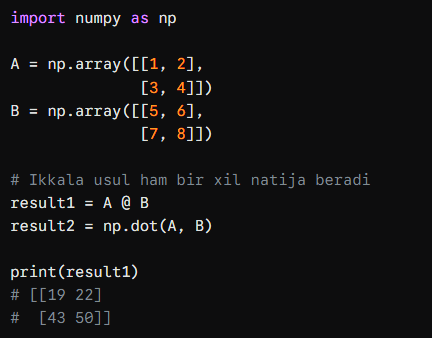 import numpy as np

A = np.array([[1, 2],
              [3, 4]])
B = np.array([[5, 6],
              [7, 8]])

# Ikkala usul ham bir xil natija beradi
result1 = A @ B
result2 = np.dot(A, B)

print(result1)
# [[19 22]
#  [43 50]]